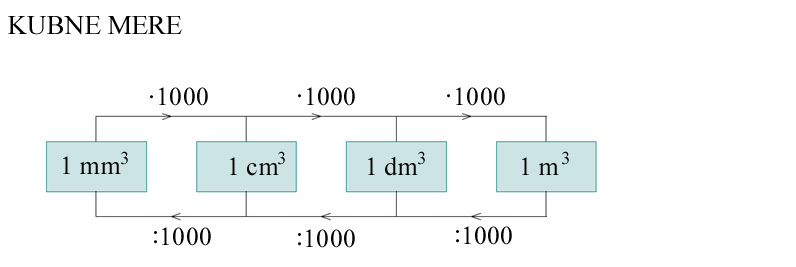 KUBNE MERE
·1000 ·1000 ·1000
1 mm³ 1 cm³ 1 dm³ 1 m³
:1000 :1000 :1000